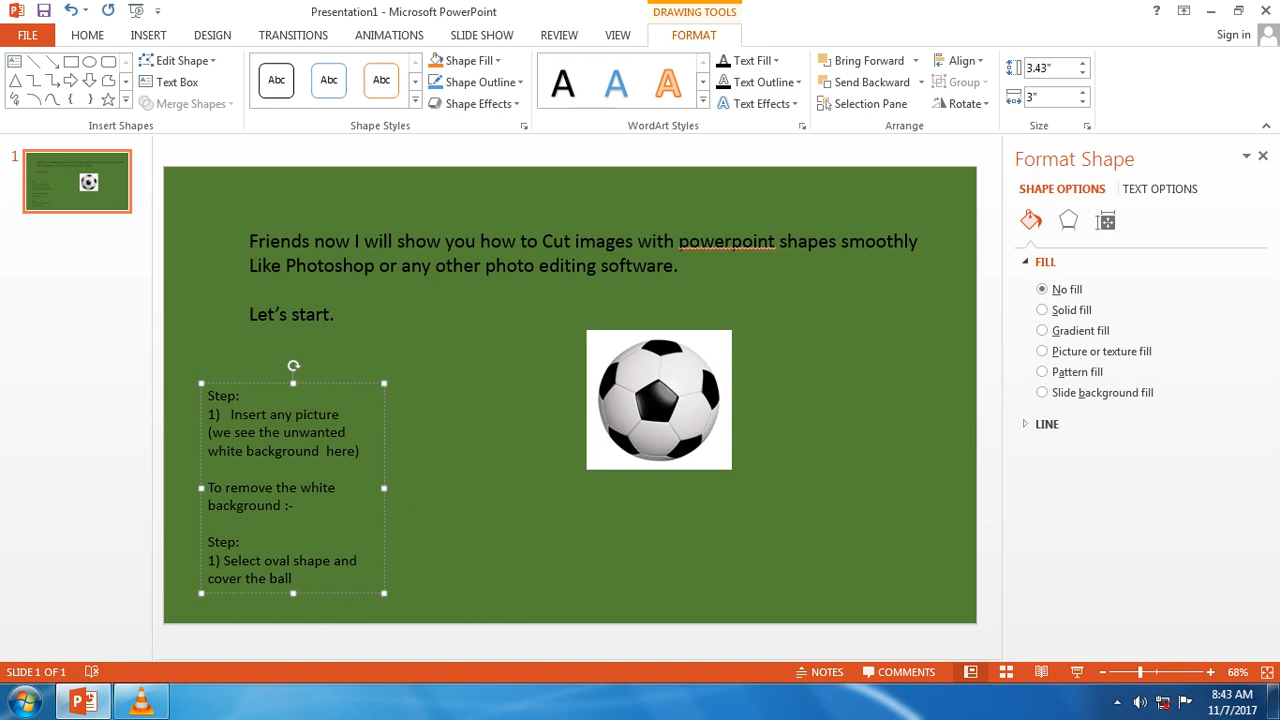 Presentation1 - Microsoft PowerPoint
DRAWING TOOLS
?
FILE
HOME
INSERT
DESIGN
TRANSITIONS
ANIMATIONS
SLIDE SHOW
REVIEW
VIEW
FORMAT
Sign in
Edit Shape
Text Box
Merge Shapes
Insert Shapes
Abc
Abc
Abc
Shape Fill
Shape Outline
Shape Effects
Shape Styles
A
A
A
Text Fill
Text Outline
Text Effects
WordArt Styles
Bring Forward
Send Backward
Selection Pane
Align
Group
Rotate
Arrange
3.43"
3"
Size
1
Friends now I will show you how to Cut images with powerpoint shapes smoothly
Like Photoshop or any other photo editing software.
Let's start.
Step:
1) Insert any picture
(we see the unwanted
white background here)
To remove the white
background :-
Step:
1) Select oval shape and
cover the ball
Format Shape
SHAPE OPTIONS
TEXT OPTIONS
FILL
No fill
Solid fill
Gradient fill
Picture or texture fill
Pattern fill
Slide background fill
LINE
SLIDE 1 OF 1
NOTES
COMMENTS
68%
8:43 AM
11/7/2017